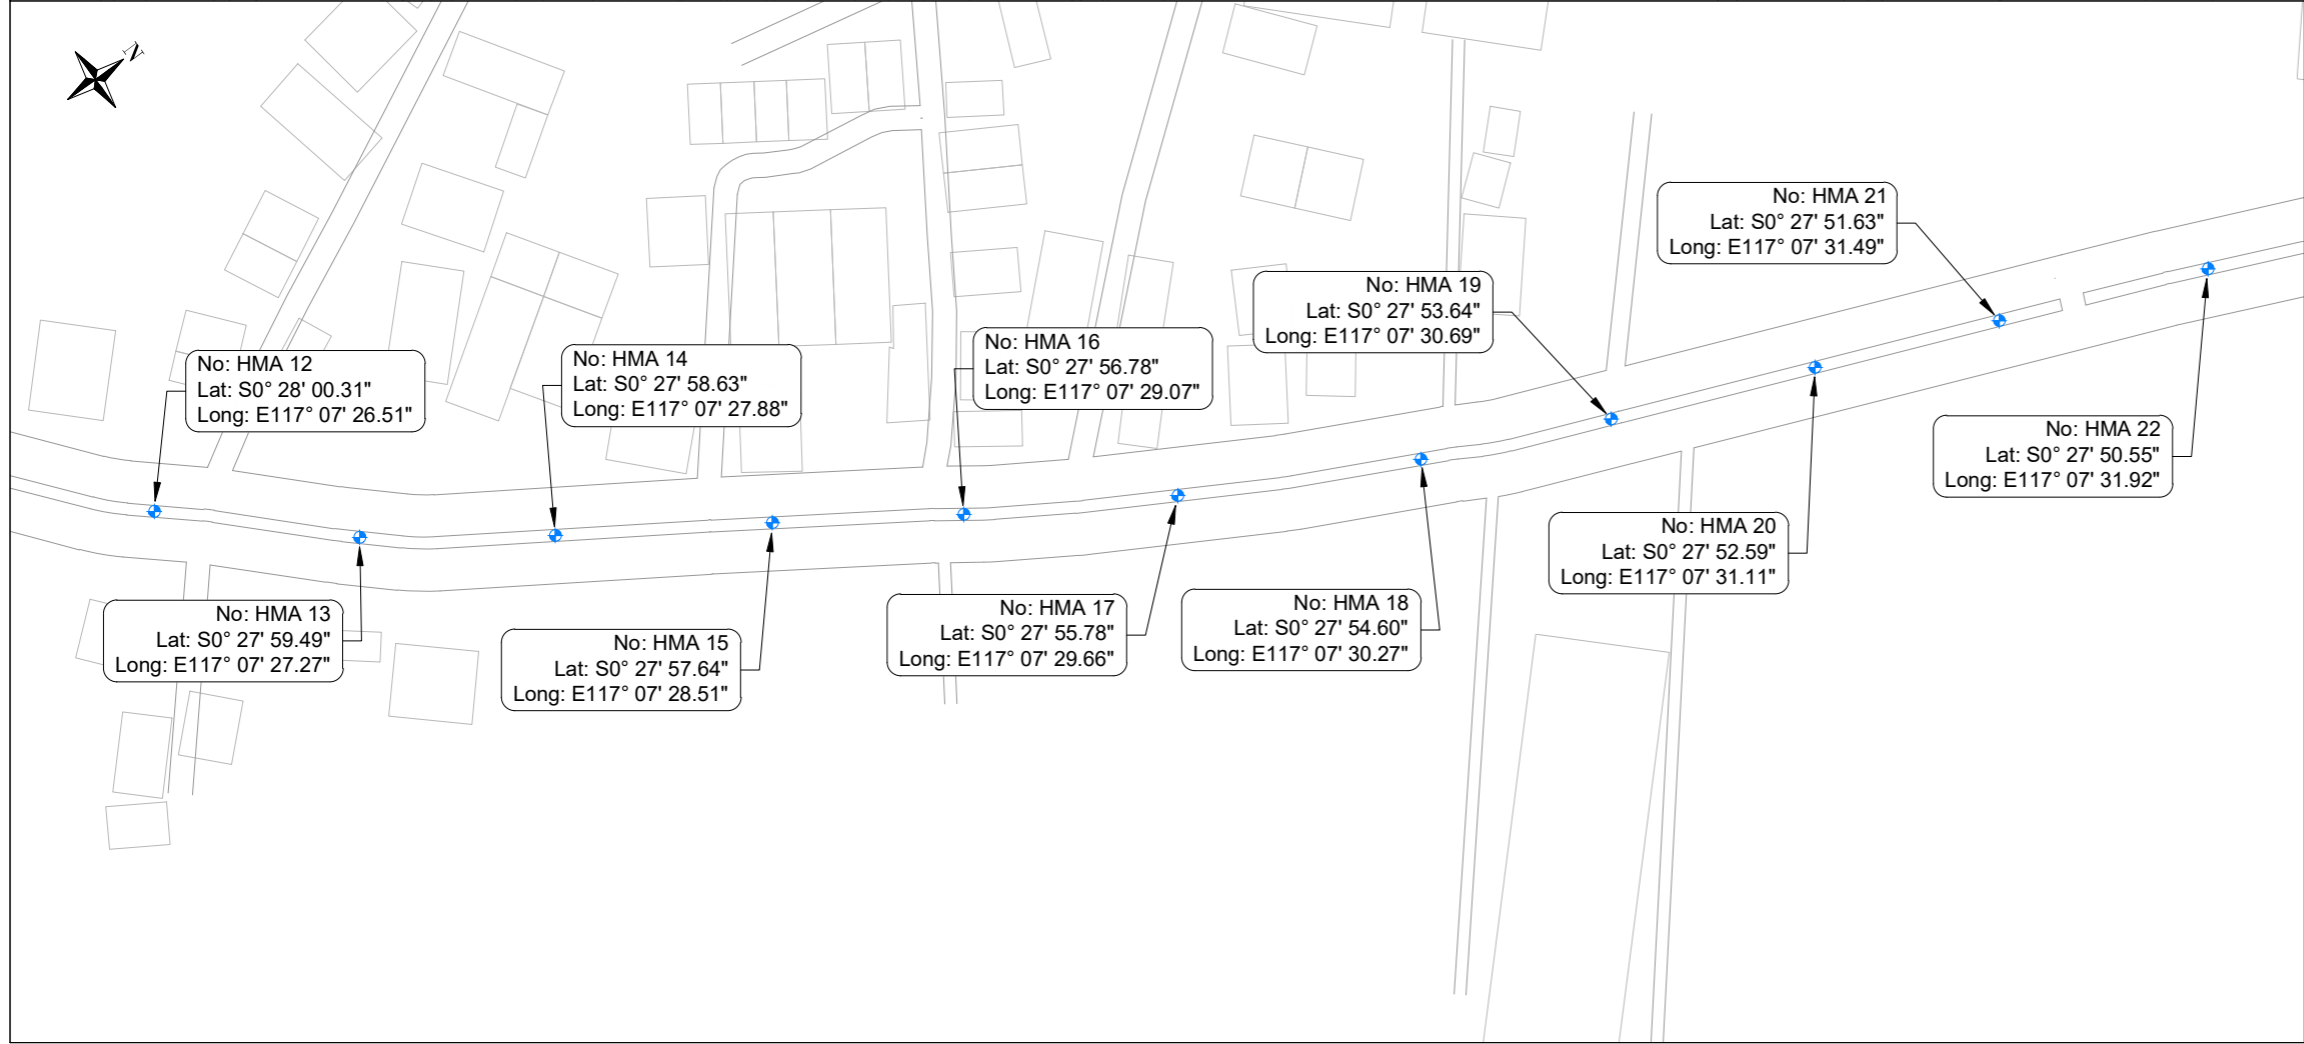 N
No: HMA 21
Lat: S0° 27' 51.63"
Long: E117° 07' 31.49"
No: HMA 19
Lat: S0° 27' 53.64"
Long: E117° 07' 30.69"
No: HMA 16
Lat: S0° 27' 56.78"
Long: E117° 07' 29.07"
No: HMA 14
Lat: S0° 27' 58.63"
Long: E117° 07' 27.88"
No: HMA 12
Lat: S0° 28' 00.31"
Long: E117° 07' 26.51"
No: HMA 22
Lat: S0° 27' 50.55"
Long: E117° 07' 31.92"
No: HMA 20
Lat: S0° 27' 52.59"
Long: E117° 07' 31.11"
No: HMA 18
Lat: S0° 27' 54.60"
Long: E117° 07' 30.27"
No: HMA 17
Lat: S0° 27' 55.78"
Long: E117° 07' 29.66"
No: HMA 13
Lat: S0° 27' 59.49"
Long: E117° 07' 27.27"
No: HMA 15
Lat: S0° 27' 57.64"
Long: E117° 07' 28.51"